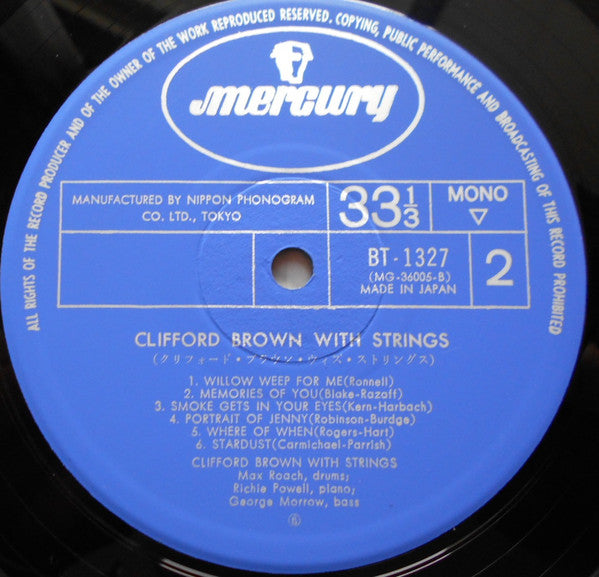 ALL RIGHTS OF THE RECORD PRODUCER AND OF THE OWNER OF THE WORK REPRODUCED RESERVED. COPYING, PUBLIC PERFORMANCE AND BROADCASTING OF THIS RECORD PROHIBITED
mercury
MANUFACTURED BY NIPPON PHONOGRAM
CO. LTD., TOKYO
33 1/3
MONO
▽
BT-1327
(MG-36005-B)
MADE IN JAPAN
2
CLIFFORD BROWN WITH STRINGS
(クリフォード・ブラウン・ウィズ・ストリングス)
1. WILLOW WEEP FOR ME(Ronnell)
2. MEMORIES OF YOU(Blake-Razaff)
3. SMOKE GETS IN YOUR EYES(Kern-Harbach)
4. PORTRAIT OF JENNY(Robinson-Burdge)
5. WHERE OF WHEN(Rogers-Hart)
6. STARDUST(Carmichael-Parrish)
CLIFFORD BROWN WITH STRINGS
Max Roach, drums;
Richie Powell, piano;
George Morrow, bass
⑥